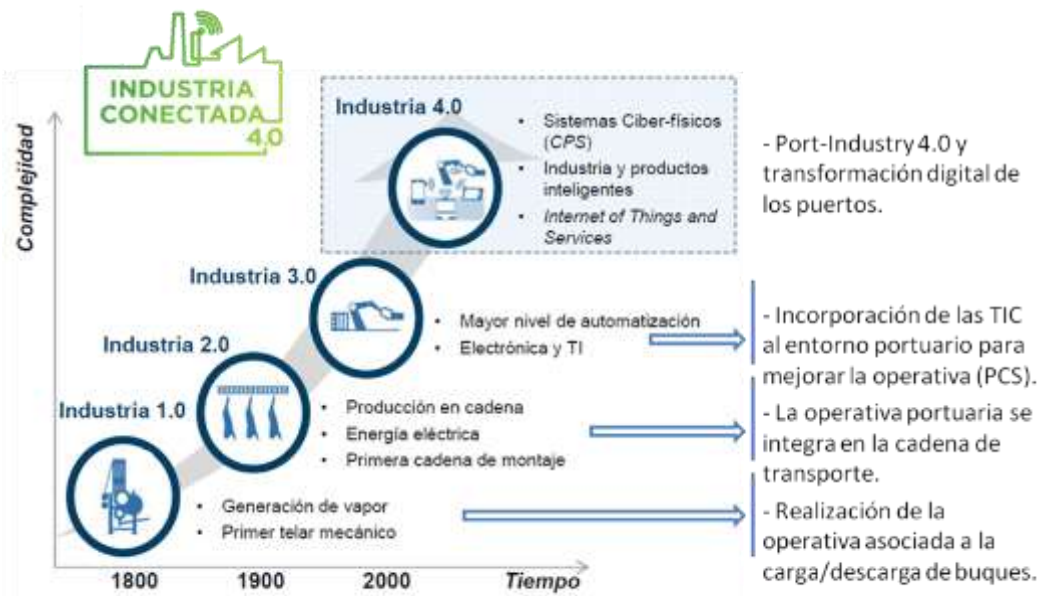 INDUSTRIA
CONECTADA
4.0
Complejidad
Industria 4.0
• Sistemas Ciber-físicos
(CPS)
• Industria y productos
inteligentes
• Internet of Things and
Services
- Port-Industry 4.0 y
transformación digital de
los puertos.
Industria 3.0
• Mayor nivel de automatización
• Electrónica y TI
- Incorporación de las TIC
al entorno portuario para
mejorar la operativa (PCS).
Industria 2.0
• Producción en cadena
• Energía eléctrica
• Primera cadena de montaje
- La operativa portuaria se
integra en la cadena de
transporte.
Industria 1.0
• Generación de vapor
• Primer telar mecánico
- Realización de la
operativa asociada a la
carga/descarga de buques.
1800 1900 2000 Tiempo